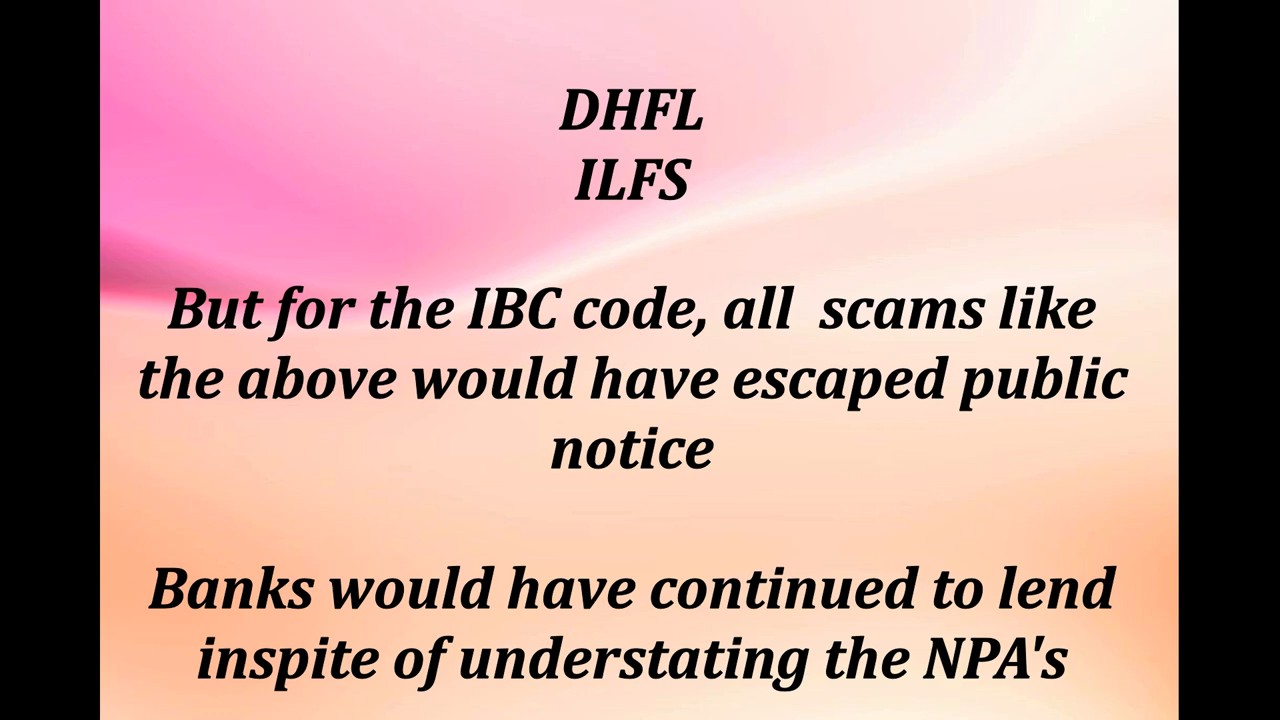 DHFL
ILFS
But for the IBC code, all  scams like
the above would have escaped public
notice
Banks would have continued to lend
inspite of understating the NPA's